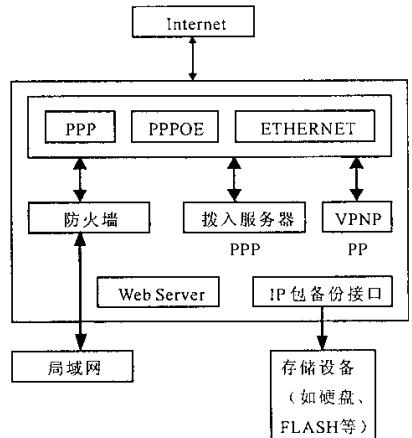 Internet
PPP
PPPOE
ETHERNET
防火墙
拨入服务器
VPNP
PPP
PP
Web Server
IP包备份接口
局域网
存储设备
（如硬盘、
FLASH等）